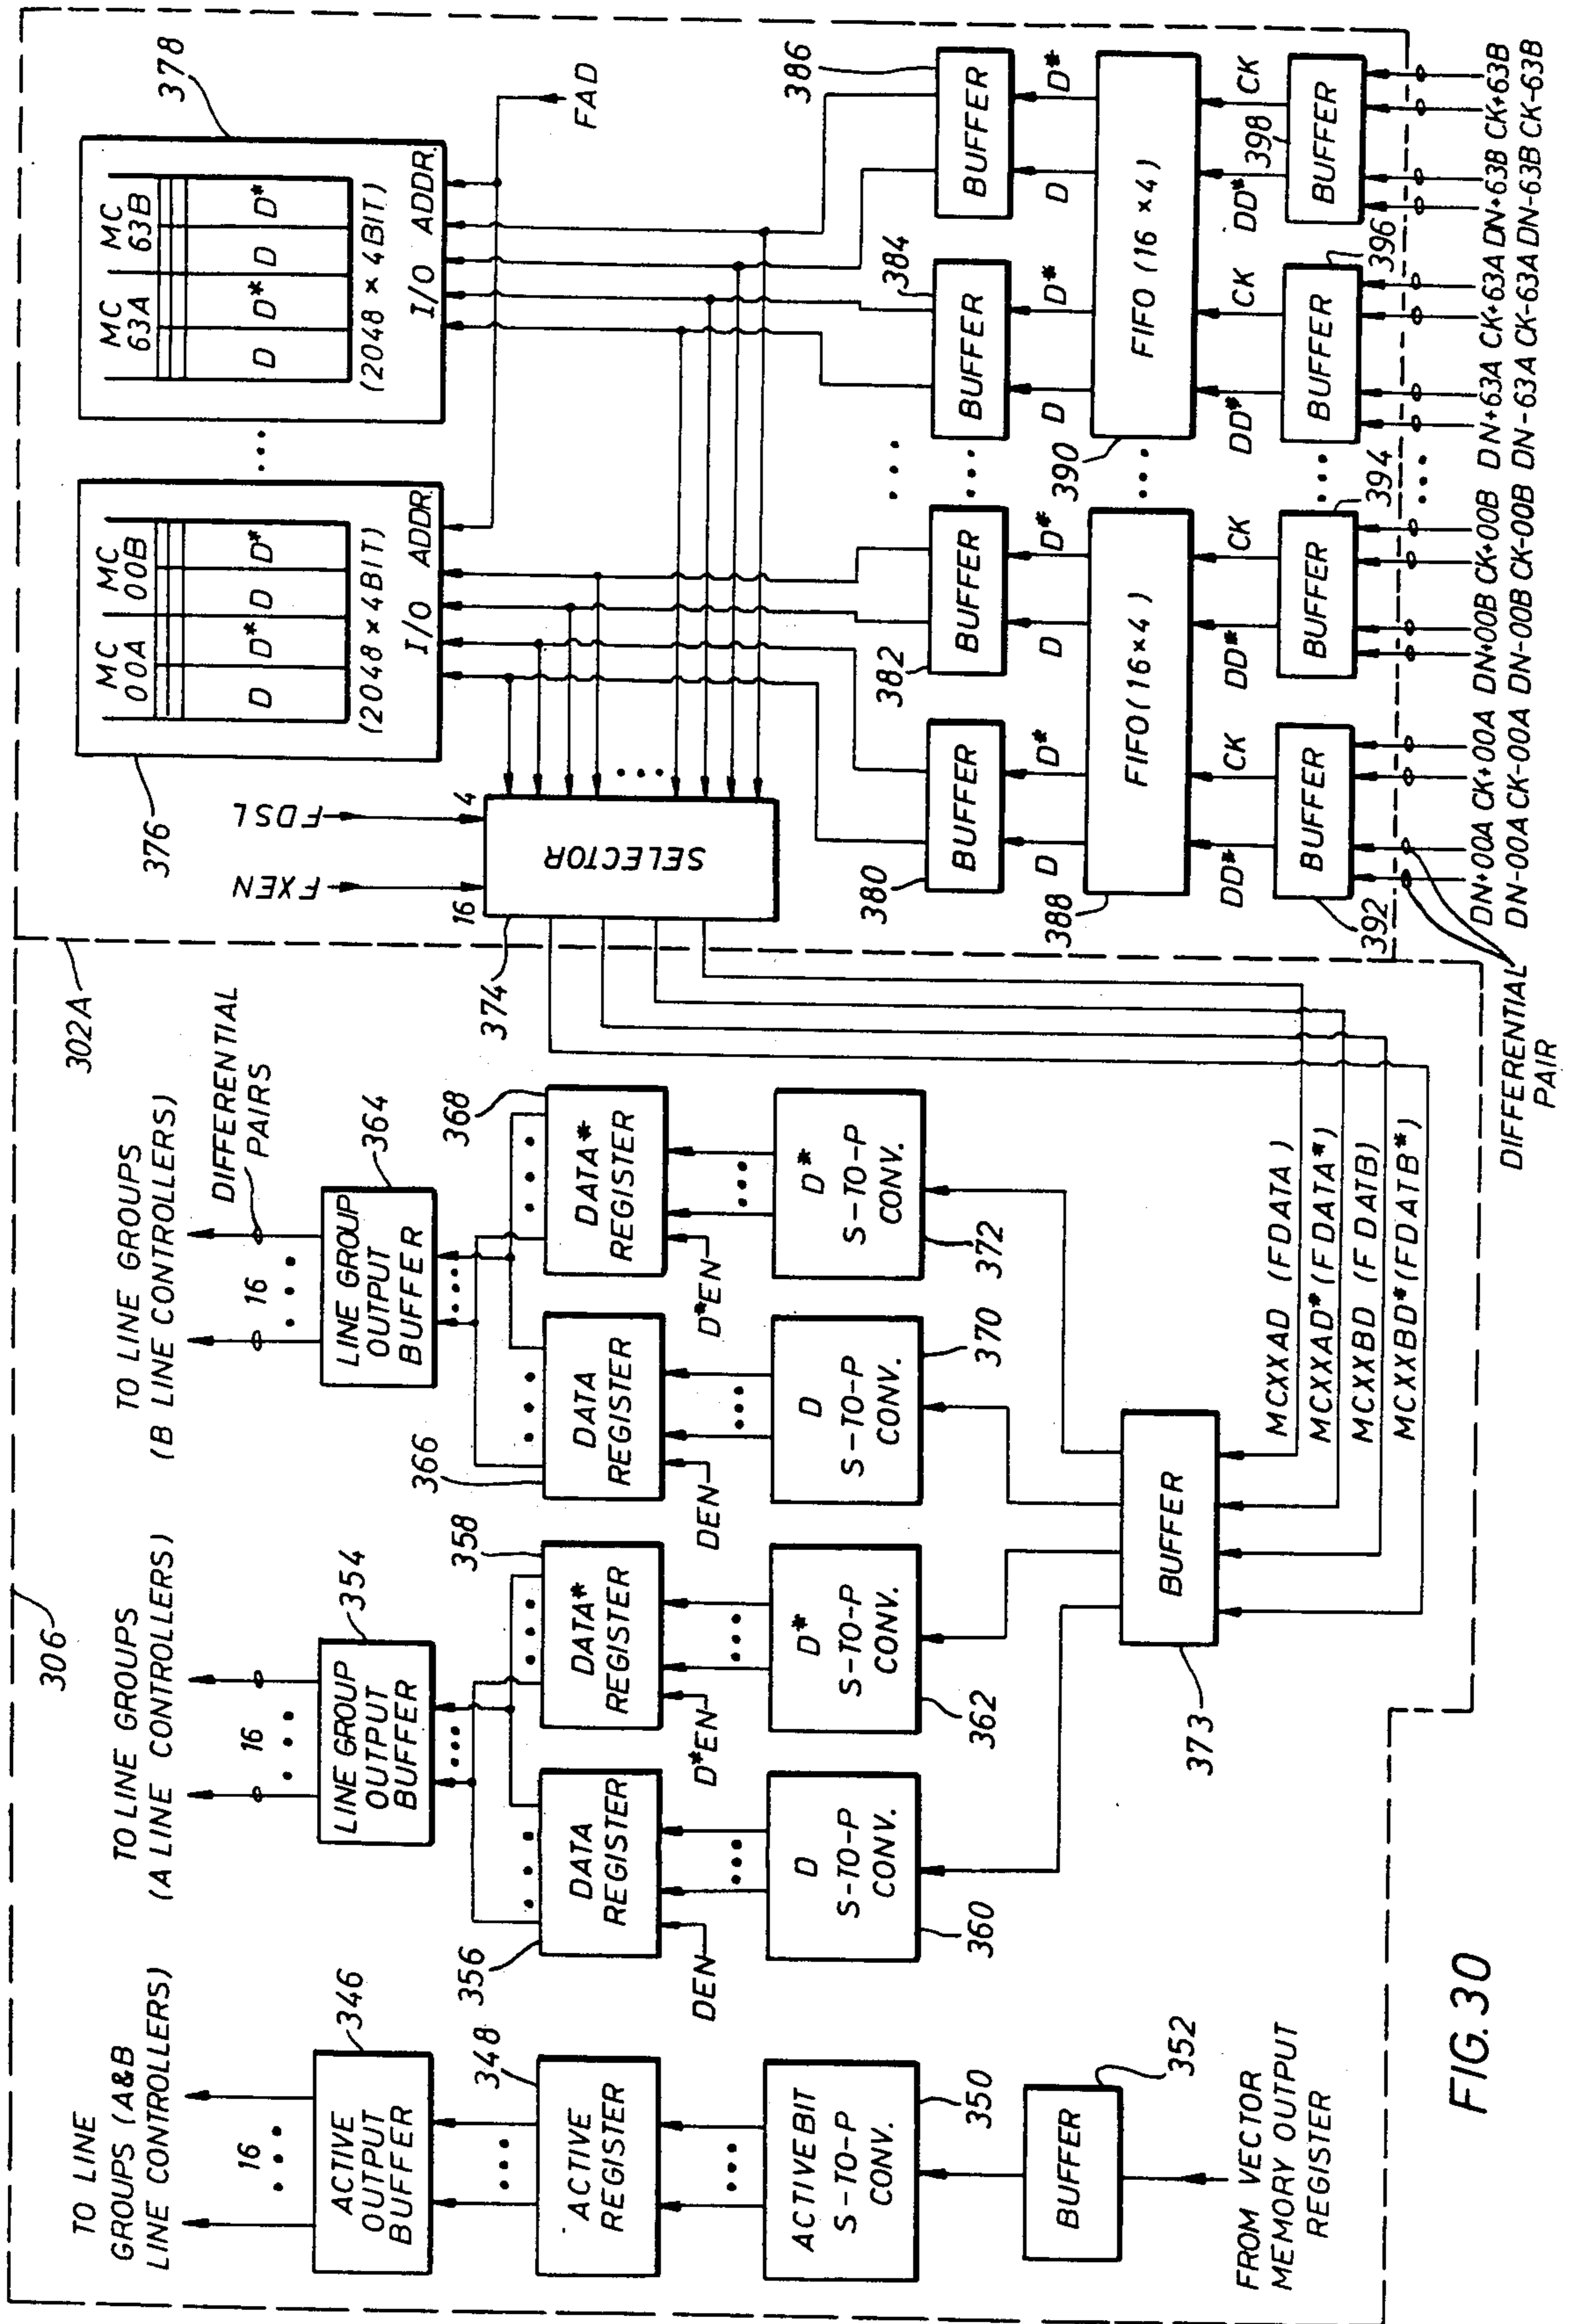 306
302A
TO LINE
GROUPS (A&B
LINE CONTROLLERS)
16
346
ACTIVE
OUTPUT
BUFFER
348
ACTIVE
REGISTER
ACTIVE BIT
S-TO-P
CONV.
350
BUFFER
352
FROM VECTOR
MEMORY OUTPUT
REGISTER
TO LINE GROUPS
(A LINE CONTROLLERS)
16
354
LINE GROUP
OUTPUT
BUFFER
356
DATA
REGISTER
DEN
358
DATA*
REGISTER
D*EN
D
S-TO-P
CONV.
360
D*
S-TO-P
CONV.
362
TO LINE GROUPS
(B LINE CONTROLLERS)
16
DIFFERENTIAL
PAIRS
364
LINE GROUP
OUTPUT
BUFFER
366
DATA
REGISTER
DEN
368
DATA*
REGISTER
D*EN
D
S-TO-P
CONV.
370
D*
S-TO-P
CONV.
372
BUFFER
373
MCXXAD (FDATA)
MCXXAD* (FDATA*)
MCXXBD (FDATB)
MCXXBD* (FDATB*)
374
FXEN
FDSL
16
4
SELECTOR
376
MC
00A
MC
00B
D
D*
D
D*
(2048 × 4BIT)
I/O
ADDR.
378
MC
63A
MC
63B
D
D*
D
D*
(2048 × 4BIT)
I/O
ADDR.
FAD
380
BUFFER
382
BUFFER
384
BUFFER
386
BUFFER
D
D*
D
D*
D
D*
D
D*
388
FIFO (16×4)
390
FIFO (16 × 4)
DD*
CK
DD*
CK
DD*
CK
DD*
CK
BUFFER
392
BUFFER
394
BUFFER
396
BUFFER
398
DN+00A CK+00A DN+00B CK+00B DN+63A CK+63A DN+63B CK+63B
DN-00A CK-00A DN-00B CK-00B DN-63A CK-63A DN-63B CK-63B
DIFFERENTIAL
PAIR
FIG. 30